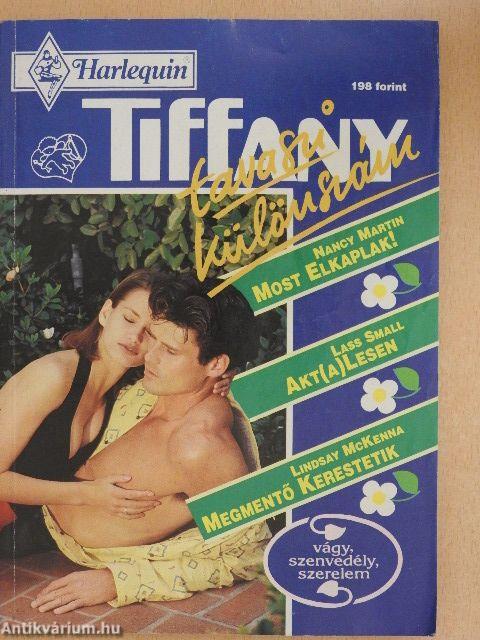 Harlequin®
198 forint
Tiffany
tavaszi
különszám
Nancy Martin
Most Elkaplak!
Lass Small
Akt(a)Lesen
Lindsay McKenna
Megmentő Kerestetik
vágy,
szenvedély,
szerelem
Antikvárium.hu